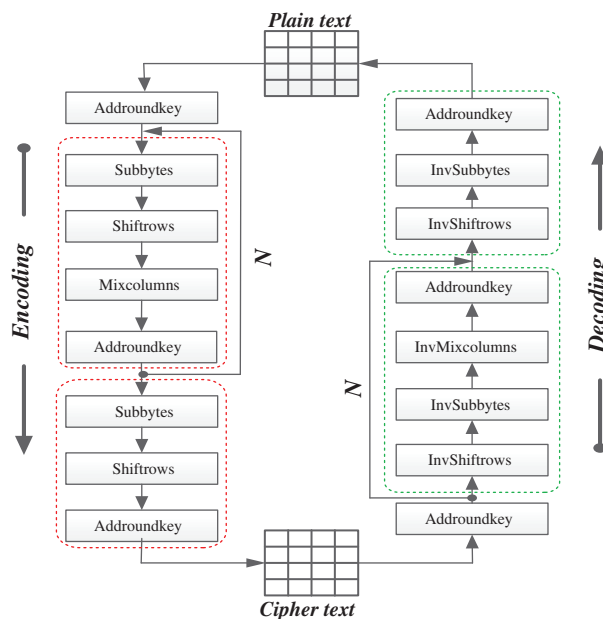 Plain text
Addroundkey
Subbytes
Shiftrows
Mixcolumns
Addroundkey
Subbytes
Shiftrows
Addroundkey
Encoding
N
Cipher text
Addroundkey
InvSubbytes
InvShiftrows
Addroundkey
InvMixcolumns
InvSubbytes
InvShiftrows
Addroundkey
N
Decoding